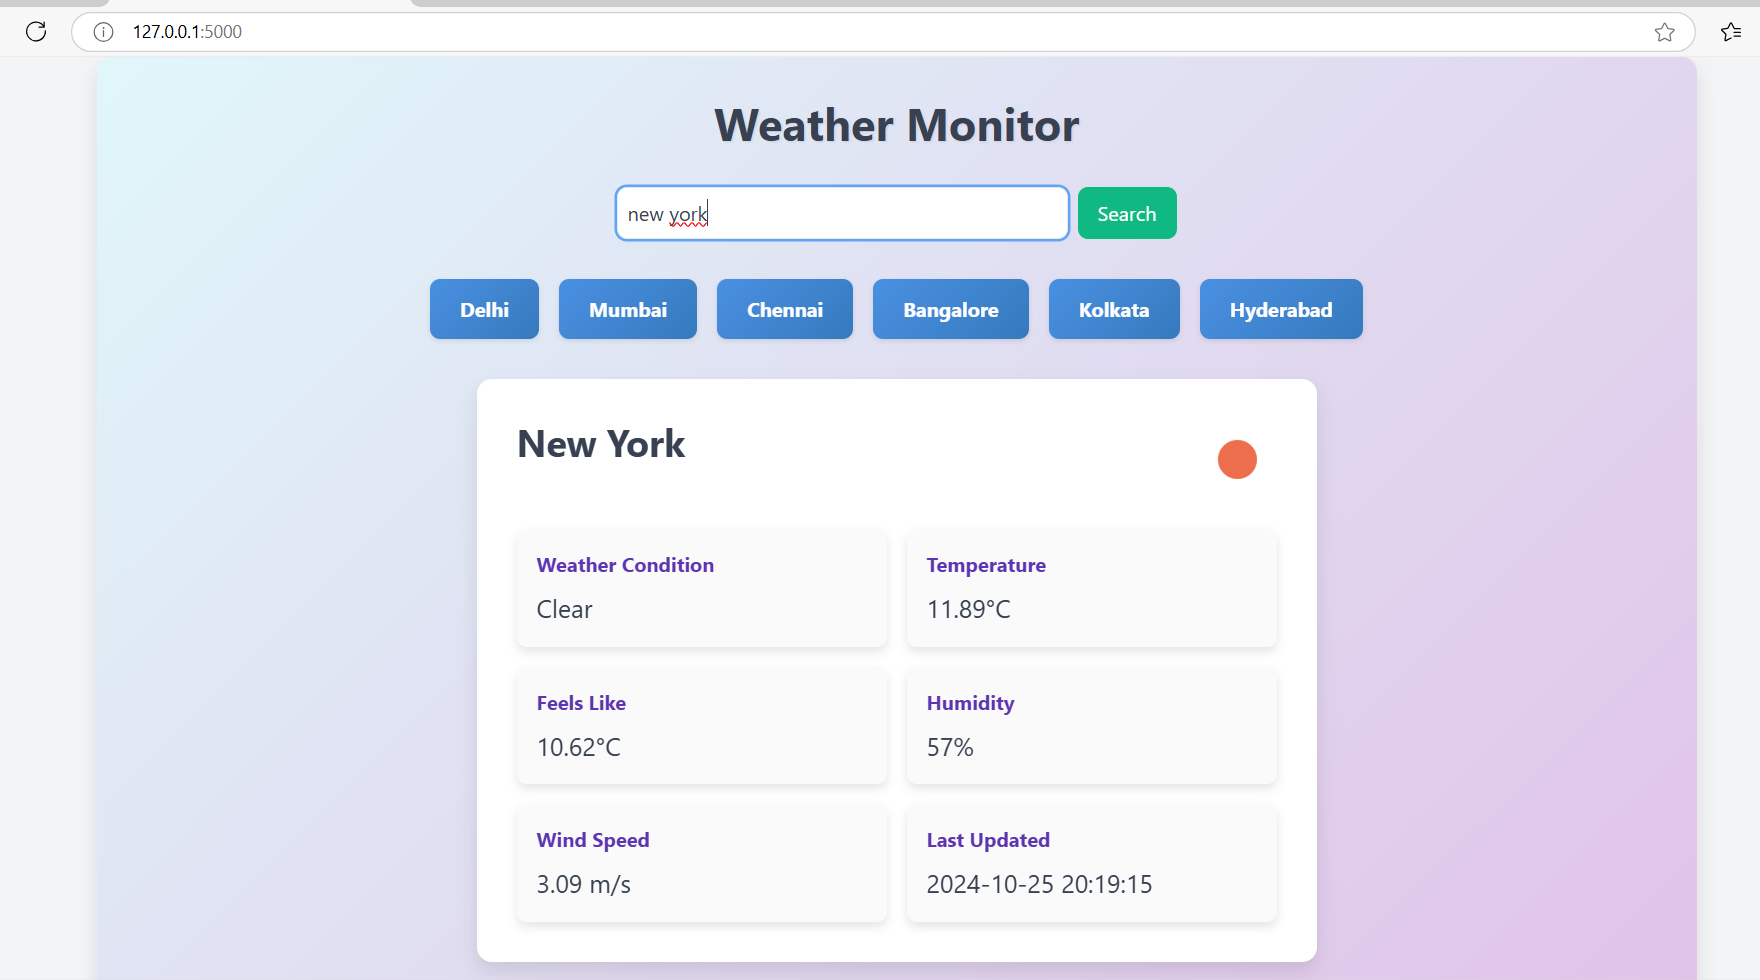 127.0.0.1:5000
Weather Monitor
new york
Search
Delhi
Mumbai
Chennai
Bangalore
Kolkata
Hyderabad
New York
Weather Condition
Clear
Temperature
11.89°C
Feels Like
10.62°C
Humidity
57%
Wind Speed
3.09 m/s
Last Updated
2024-10-25 20:19:15